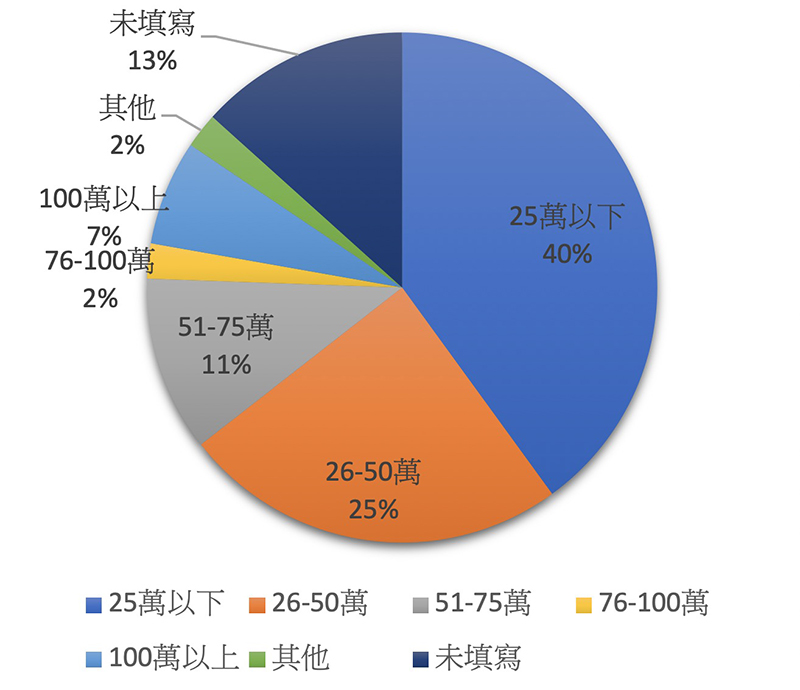 未填寫
13%
其他
2%
100萬以上
7%
76-100萬
2%
51-75萬
11%
26-50萬
25%
25萬以下
40%
25萬以下 26-50萬 51-75萬 76-100萬
100萬以上 其他 未填寫